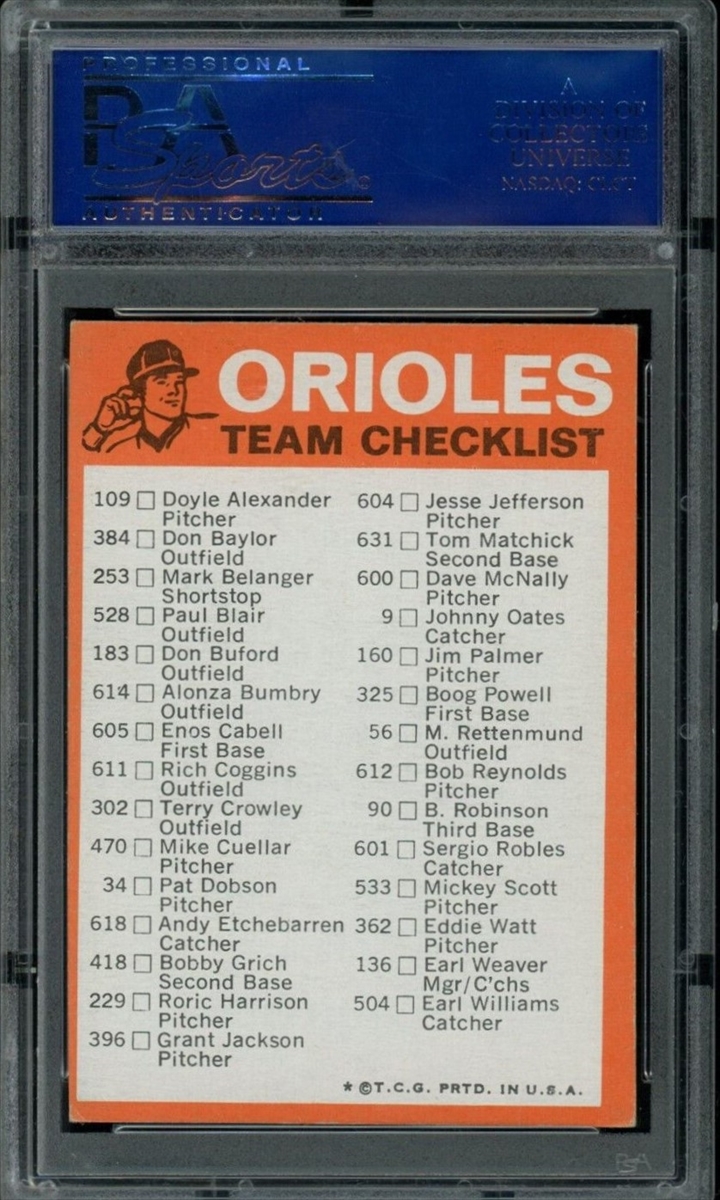 PROFESSIONAL
PSA
Sports
AUTHENTICATOR
A
DIVISION OF
COLLECTORS
UNIVERSE
NASDAQ: CLCT
ORIOLES
TEAM CHECKLIST
109 Doyle Alexander
Pitcher
384 Don Baylor
Outfield
253 Mark Belanger
Shortstop
528 Paul Blair
Outfield
183 Don Buford
Outfield
614 Alonza Bumbry
Outfield
605 Enos Cabell
First Base
611 Rich Coggins
Outfield
302 Terry Crowley
Outfield
470 Mike Cuellar
Pitcher
34 Pat Dobson
Pitcher
618 Andy Etchebarren
Catcher
418 Bobby Grich
Second Base
229 Roric Harrison
Pitcher
396 Grant Jackson
Pitcher
604 Jesse Jefferson
Pitcher
631 Tom Matchick
Second Base
600 Dave McNally
Pitcher
9 Johnny Oates
Catcher
160 Jim Palmer
Pitcher
325 Boog Powell
First Base
56 M. Rettenmund
Outfield
612 Bob Reynolds
Pitcher
90 B. Robinson
Third Base
601 Sergio Robles
Catcher
533 Mickey Scott
Pitcher
362 Eddie Watt
Pitcher
136 Earl Weaver
Mgr/C'chs
504 Earl Williams
Catcher
* ©T.C.G. PRTD. IN U.S.A.
PSA